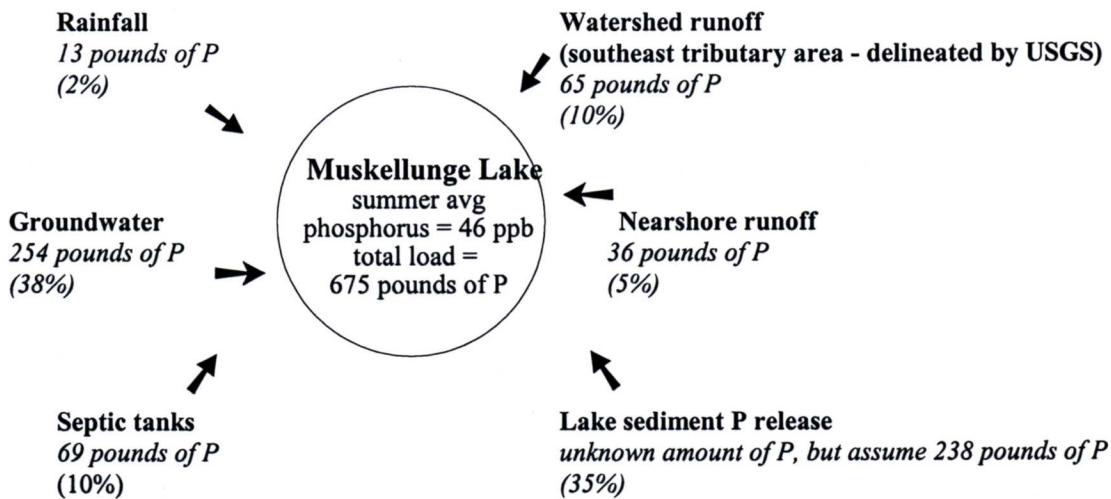 Rainfall
13 pounds of P
(2%)
Watershed runoff
(southeast tributary area - delineated by USGS)
65 pounds of P
(10%)
Muskellunge Lake
summer avg
phosphorus = 46 ppb
total load =
675 pounds of P
Groundwater
254 pounds of P
(38%)
Nearshore runoff
36 pounds of P
(5%)
Septic tanks
69 pounds of P
(10%)
Lake sediment P release
unknown amount of P, but assume 238 pounds of P
(35%)